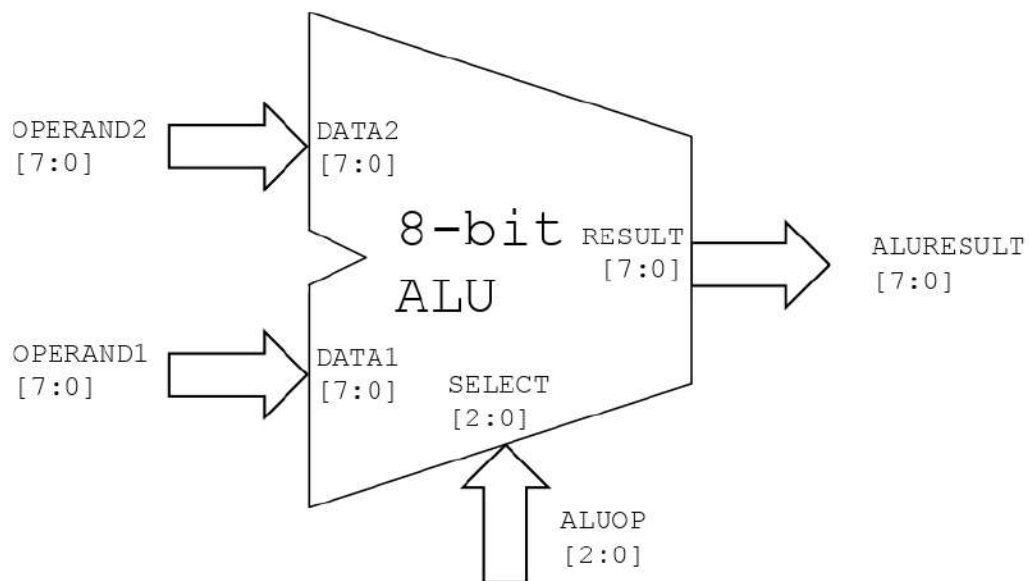 OPERAND2
[7:0]
DATA2
[7:0]
8-bit
ALU
RESULT
[7:0]
ALURESULT
[7:0]
OPERAND1
[7:0]
DATA1
[7:0]
SELECT
[2:0]
ALUOP
[2:0]